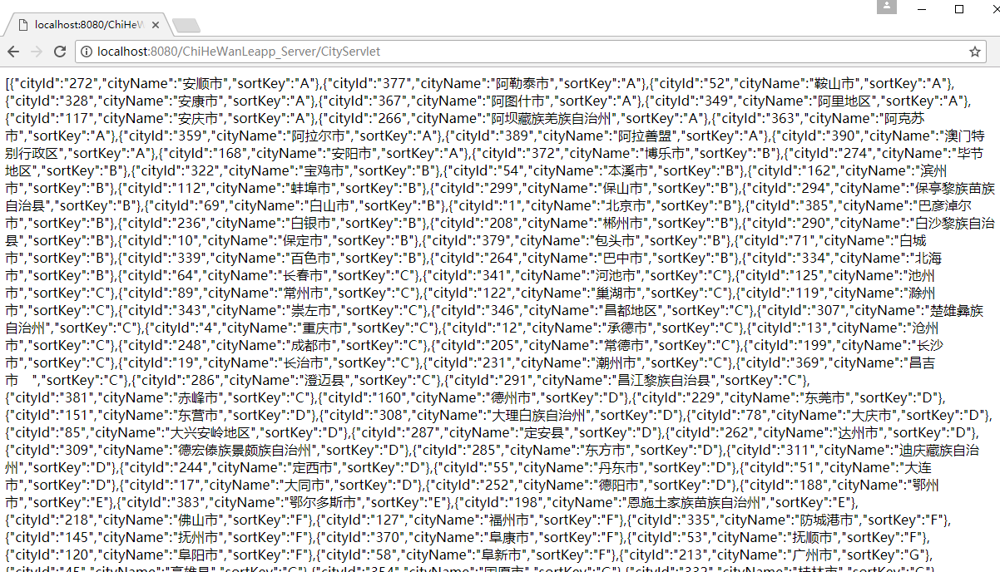 localhost:8080/ChiHeW
localhost:8080/ChiHeWanLeapp_Server/CityServlet
[{"cityId":"272","cityName":"安顺市","sortKey":"A"},{"cityId":"377","cityName":"阿勒泰市","sortKey":"A"},{"cityId":"52","cityName":"鞍山市","sortKey":"A"},
{"cityId":"328","cityName":"安康市","sortKey":"A"},{"cityId":"367","cityName":"阿图什市","sortKey":"A"},{"cityId":"349","cityName":"阿里地区","sortKey":"A"},
{"cityId":"117","cityName":"安庆市","sortKey":"A"},{"cityId":"266","cityName":"阿坝藏族羌族自治州","sortKey":"A"},{"cityId":"363","cityName":"阿克苏
市","sortKey":"A"},{"cityId":"359","cityName":"阿拉尔市","sortKey":"A"},{"cityId":"389","cityName":"阿拉善盟","sortKey":"A"},{"cityId":"390","cityName":"澳门特
别行政区","sortKey":"A"},{"cityId":"168","cityName":"安阳市","sortKey":"A"},{"cityId":"372","cityName":"博乐市","sortKey":"B"},{"cityId":"274","cityName":"毕节
地区","sortKey":"B"},{"cityId":"322","cityName":"宝鸡市","sortKey":"B"},{"cityId":"54","cityName":"本溪市","sortKey":"B"},{"cityId":"162","cityName":"滨州
市","sortKey":"B"},{"cityId":"112","cityName":"蚌埠市","sortKey":"B"},{"cityId":"299","cityName":"保山市","sortKey":"B"},{"cityId":"294","cityName":"保亭黎族苗族
自治县","sortKey":"B"},{"cityId":"69","cityName":"白山市","sortKey":"B"},{"cityId":"1","cityName":"北京市","sortKey":"B"},{"cityId":"385","cityName":"巴彦淖尔
市","sortKey":"B"},{"cityId":"236","cityName":"白银市","sortKey":"B"},{"cityId":"208","cityName":"郴州市","sortKey":"B"},{"cityId":"290","cityName":"白沙黎族自治
县","sortKey":"B"},{"cityId":"10","cityName":"保定市","sortKey":"B"},{"cityId":"379","cityName":"包头市","sortKey":"B"},{"cityId":"71","cityName":"白城
市","sortKey":"B"},{"cityId":"339","cityName":"百色市","sortKey":"B"},{"cityId":"264","cityName":"巴中市","sortKey":"B"},{"cityId":"334","cityName":"北海
市","sortKey":"B"},{"cityId":"64","cityName":"长春市","sortKey":"C"},{"cityId":"341","cityName":"河池市","sortKey":"C"},{"cityId":"125","cityName":"池州
市","sortKey":"C"},{"cityId":"89","cityName":"常州市","sortKey":"C"},{"cityId":"122","cityName":"巢湖市","sortKey":"C"},{"cityId":"119","cityName":"滁州
市","sortKey":"C"},{"cityId":"343","cityName":"崇左市","sortKey":"C"},{"cityId":"346","cityName":"昌都地区","sortKey":"C"},{"cityId":"307","cityName":"楚雄彝族
自治州","sortKey":"C"},{"cityId":"4","cityName":"重庆市","sortKey":"C"},{"cityId":"12","cityName":"承德市","sortKey":"C"},{"cityId":"13","cityName":"沧州
市","sortKey":"C"},{"cityId":"248","cityName":"成都市","sortKey":"C"},{"cityId":"205","cityName":"常德市","sortKey":"C"},{"cityId":"199","cityName":"长沙
市","sortKey":"C"},{"cityId":"19","cityName":"长治市","sortKey":"C"},{"cityId":"231","cityName":"潮州市","sortKey":"C"},{"cityId":"369","cityName":"昌吉
市　","sortKey":"C"},{"cityId":"286","cityName":"澄迈县","sortKey":"C"},{"cityId":"291","cityName":"昌江黎族自治县","sortKey":"C"},
{"cityId":"381","cityName":"赤峰市","sortKey":"C"},{"cityId":"160","cityName":"德州市","sortKey":"D"},{"cityId":"229","cityName":"东莞市","sortKey":"D"},
{"cityId":"151","cityName":"东营市","sortKey":"D"},{"cityId":"308","cityName":"大理白族自治州","sortKey":"D"},{"cityId":"78","cityName":"大庆市","sortKey":"D"},
{"cityId":"85","cityName":"大兴安岭地区","sortKey":"D"},{"cityId":"287","cityName":"定安县","sortKey":"D"},{"cityId":"262","cityName":"达州市","sortKey":"D"},
{"cityId":"309","cityName":"德宏傣族景颇族自治州","sortKey":"D"},{"cityId":"285","cityName":"东方市","sortKey":"D"},{"cityId":"311","cityName":"迪庆藏族自治
州","sortKey":"D"},{"cityId":"244","cityName":"定西市","sortKey":"D"},{"cityId":"55","cityName":"丹东市","sortKey":"D"},{"cityId":"51","cityName":"大连
市","sortKey":"D"},{"cityId":"17","cityName":"大同市","sortKey":"D"},{"cityId":"252","cityName":"德阳市","sortKey":"D"},{"cityId":"188","cityName":"鄂州
市","sortKey":"E"},{"cityId":"383","cityName":"鄂尔多斯市","sortKey":"E"},{"cityId":"198","cityName":"恩施土家族苗族自治州","sortKey":"E"},
{"cityId":"218","cityName":"佛山市","sortKey":"F"},{"cityId":"127","cityName":"福州市","sortKey":"F"},{"cityId":"335","cityName":"防城港市","sortKey":"F"},
{"cityId":"145","cityName":"抚州市","sortKey":"F"},{"cityId":"370","cityName":"阜康市","sortKey":"F"},{"cityId":"53","cityName":"抚顺市","sortKey":"F"},
{"cityId":"120","cityName":"阜阳市","sortKey":"F"},{"cityId":"58","cityName":"阜新市","sortKey":"F"},{"cityId":"213","cityName":"广州市","sortKey":"G"},
{"cityId":"45","cityName":"高雄县","sortKey":"G"},{"cityId":"354","cityName":"固原市","sortKey":"G"},{"cityId":"332","cityName":"桂林市","sortKey":"G"},